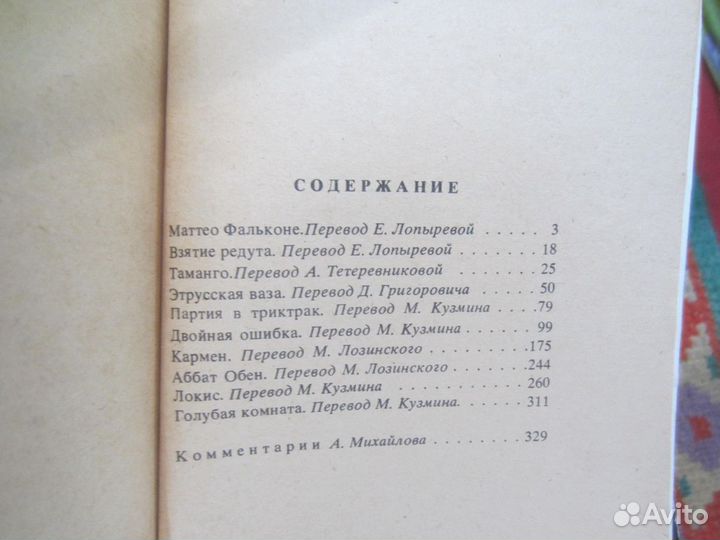 СОДЕРЖАНИЕ
Маттео Фальконе. Перевод Е. Лопыревой . . . . . 3
Взятие редута. Перевод Е. Лопыревой . . . . . . . 18
Таманго. Перевод А. Тетеревниковой . . . . . . . 25
Этрусская ваза. Перевод Д. Григоровича . . . . . 50
Партия в триктрак. Перевод М. Кузмина . . . . .79
Двойная ошибка. Перевод М. Кузмина . . . . . . 99
Кармен. Перевод М. Лозинского . . . . . . . . .175
Аббат Обен. Перевод М. Лозинского . . . . . . .244
Локис. Перевод М. Кузмина . . . . . . . . . . 260
Голубая комната. Перевод М. Кузмина. . . . . . 311
Комментарии А. Михайлова . . . . . . . . 329
Avito